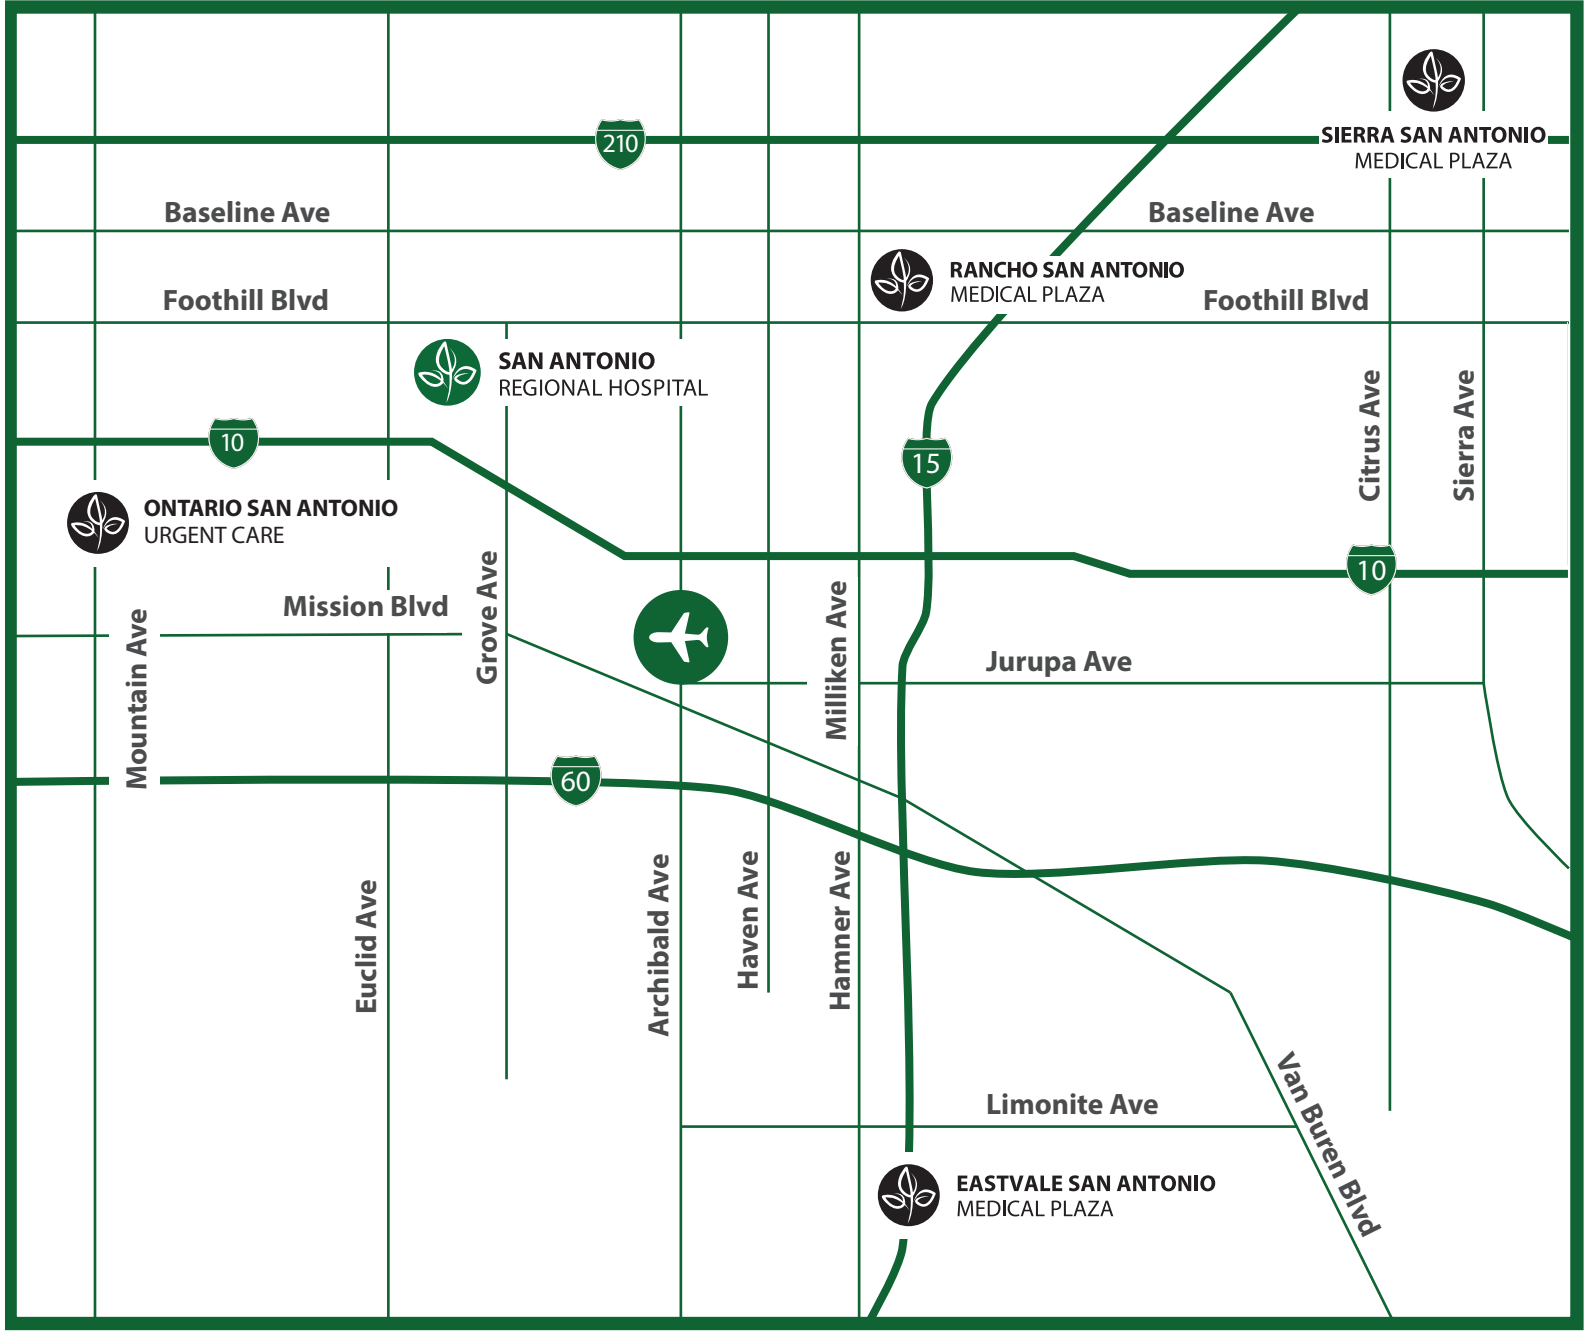 210
SIERRA SAN ANTONIO
MEDICAL PLAZA
Baseline Ave
Baseline Ave
RANCHO SAN ANTONIO
MEDICAL PLAZA
Foothill Blvd
Foothill Blvd
SAN ANTONIO
REGIONAL HOSPITAL
10
15
Citrus Ave
Sierra Ave
ONTARIO SAN ANTONIO
URGENT CARE
10
Mission Blvd
Grove Ave
Mountain Ave
Milliken Ave
Jurupa Ave
60
Euclid Ave
Archibald Ave
Haven Ave
Hamner Ave
Limonite Ave
Van Buren Blvd
EASTVALE SAN ANTONIO
MEDICAL PLAZA